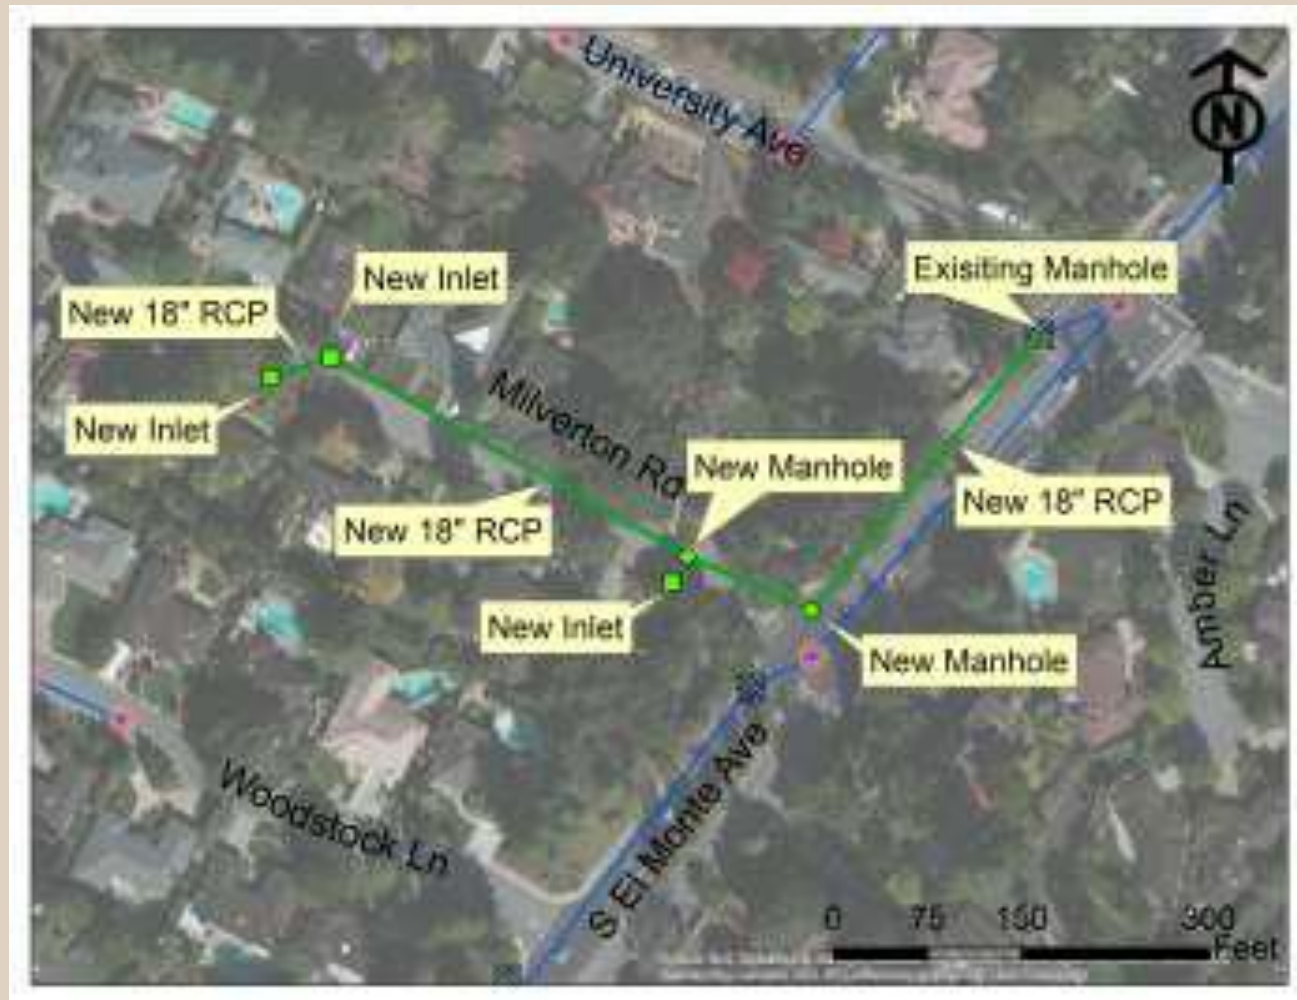 University Ave
N
New Inlet
Exisiting Manhole
New 18" RCP
New Inlet
Milverton Rd
New Manhole
New 18" RCP
New 18" RCP
Amber Ln
New Inlet
New Manhole
Woodstock Ln
S El Monte Ave
0 75 150 300
Feet